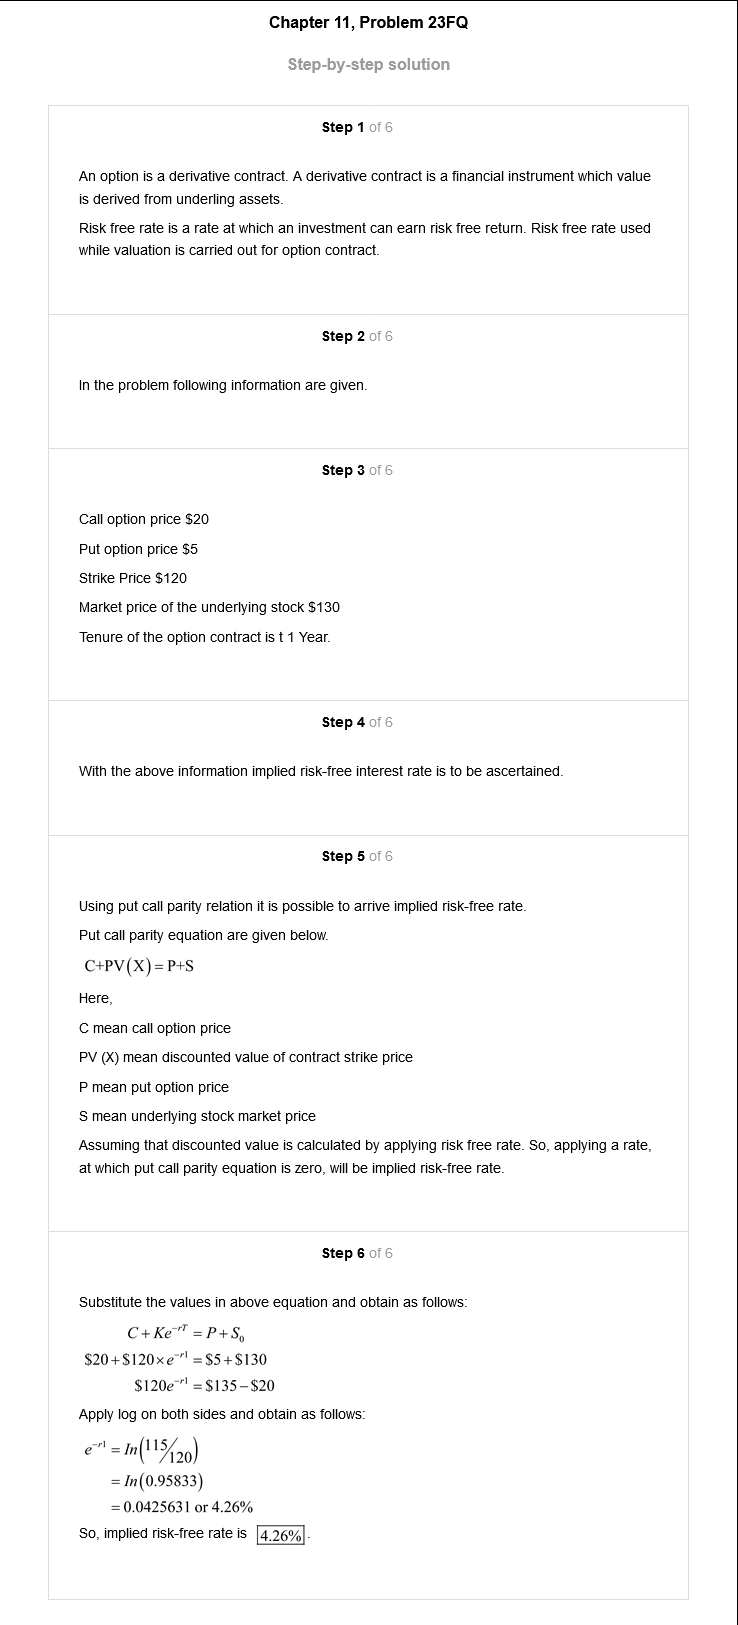 Chapter 11, Problem 23FQ
Step-by-step solution
Step 1 of 6
An option is a derivative contract. A derivative contract is a financial instrument which value
is derived from underling assets.
Risk free rate is a rate at which an investment can earn risk free return. Risk free rate used
while valuation is carried out for option contract.
Step 2 of 6
In the problem following information are given.
Step 3 of 6
Call option price $20
Put option price $5
Strike Price $120
Market price of the underlying stock $130
Tenure of the option contract is t 1 Year.
Step 4 of 6
With the above information implied risk-free interest rate is to be ascertained.
Step 5 of 6
Using put call parity relation it is possible to arrive implied risk-free rate.
Put call parity equation are given below.
C+PV(X)=P+S
Here,
C mean call option price
PV (X) mean discounted value of contract strike price
P mean put option price
S mean underlying stock market price
Assuming that discounted value is calculated by applying risk free rate. So, applying a rate,
at which put call parity equation is zero, will be implied risk-free rate.
Step 6 of 6
Substitute the values in above equation and obtain as follows:
C + Ke^{-rT} = P + S_0
$20 + $120×e^{-r1} = $5 + $130
$120e^{-r1} = $135 – $20
Apply log on both sides and obtain as follows:
e^{-r1} = In(115/120)
= In(0.95833)
= 0.0425631 or 4.26%
So, implied risk-free rate is 4.26%.